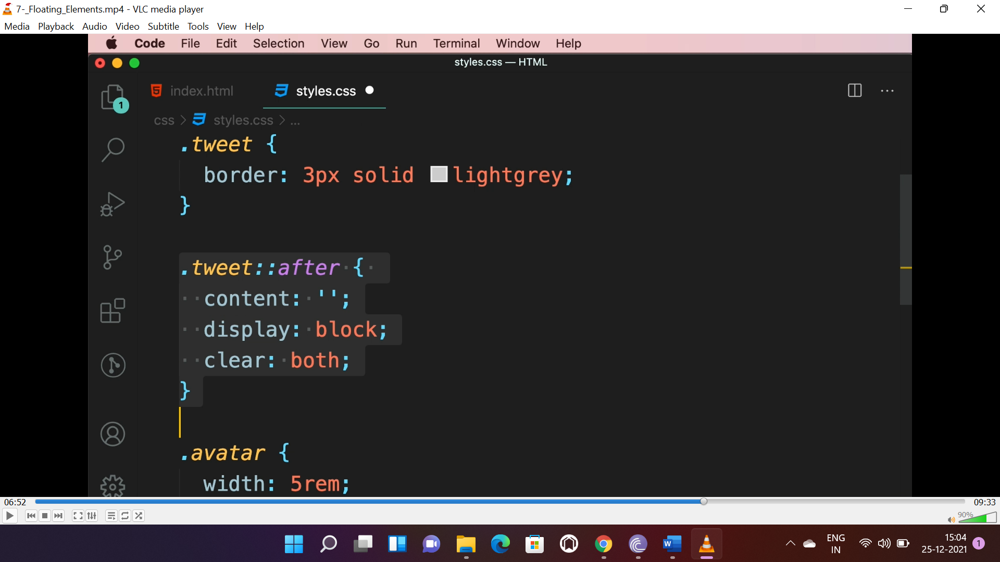 7-_Floating_Elements.mp4 - VLC media player
Media Playback Audio Video Subtitle Tools View Help
Code File Edit Selection View Go Run Terminal Window Help
styles.css — HTML
index.html styles.css
1
css > styles.css > ...
.tweet {
border: 3px solid lightgrey;
}
.tweet::after {
content: '';
display: block;
clear: both;
}
.avatar {
width: 5rem;
06:52 09:33
90%
ENG
IN
15:04
25-12-2021
1